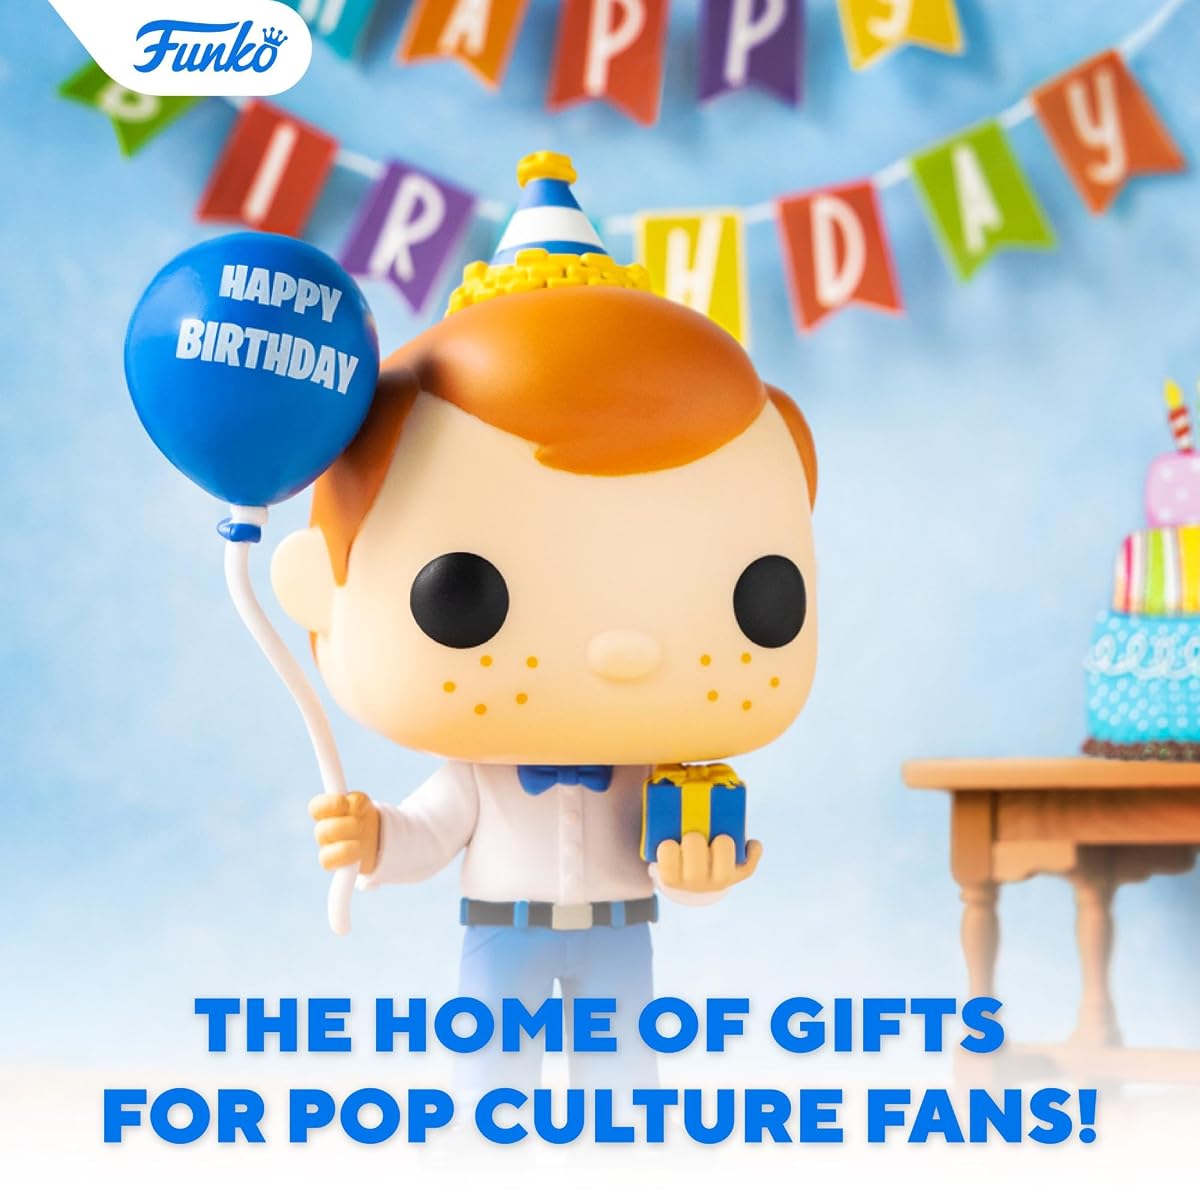 Funko
HAPPY
BIRTHDAY
HAPPY
BIRTHDAY
THE HOME OF GIFTS
FOR POP CULTURE FANS!